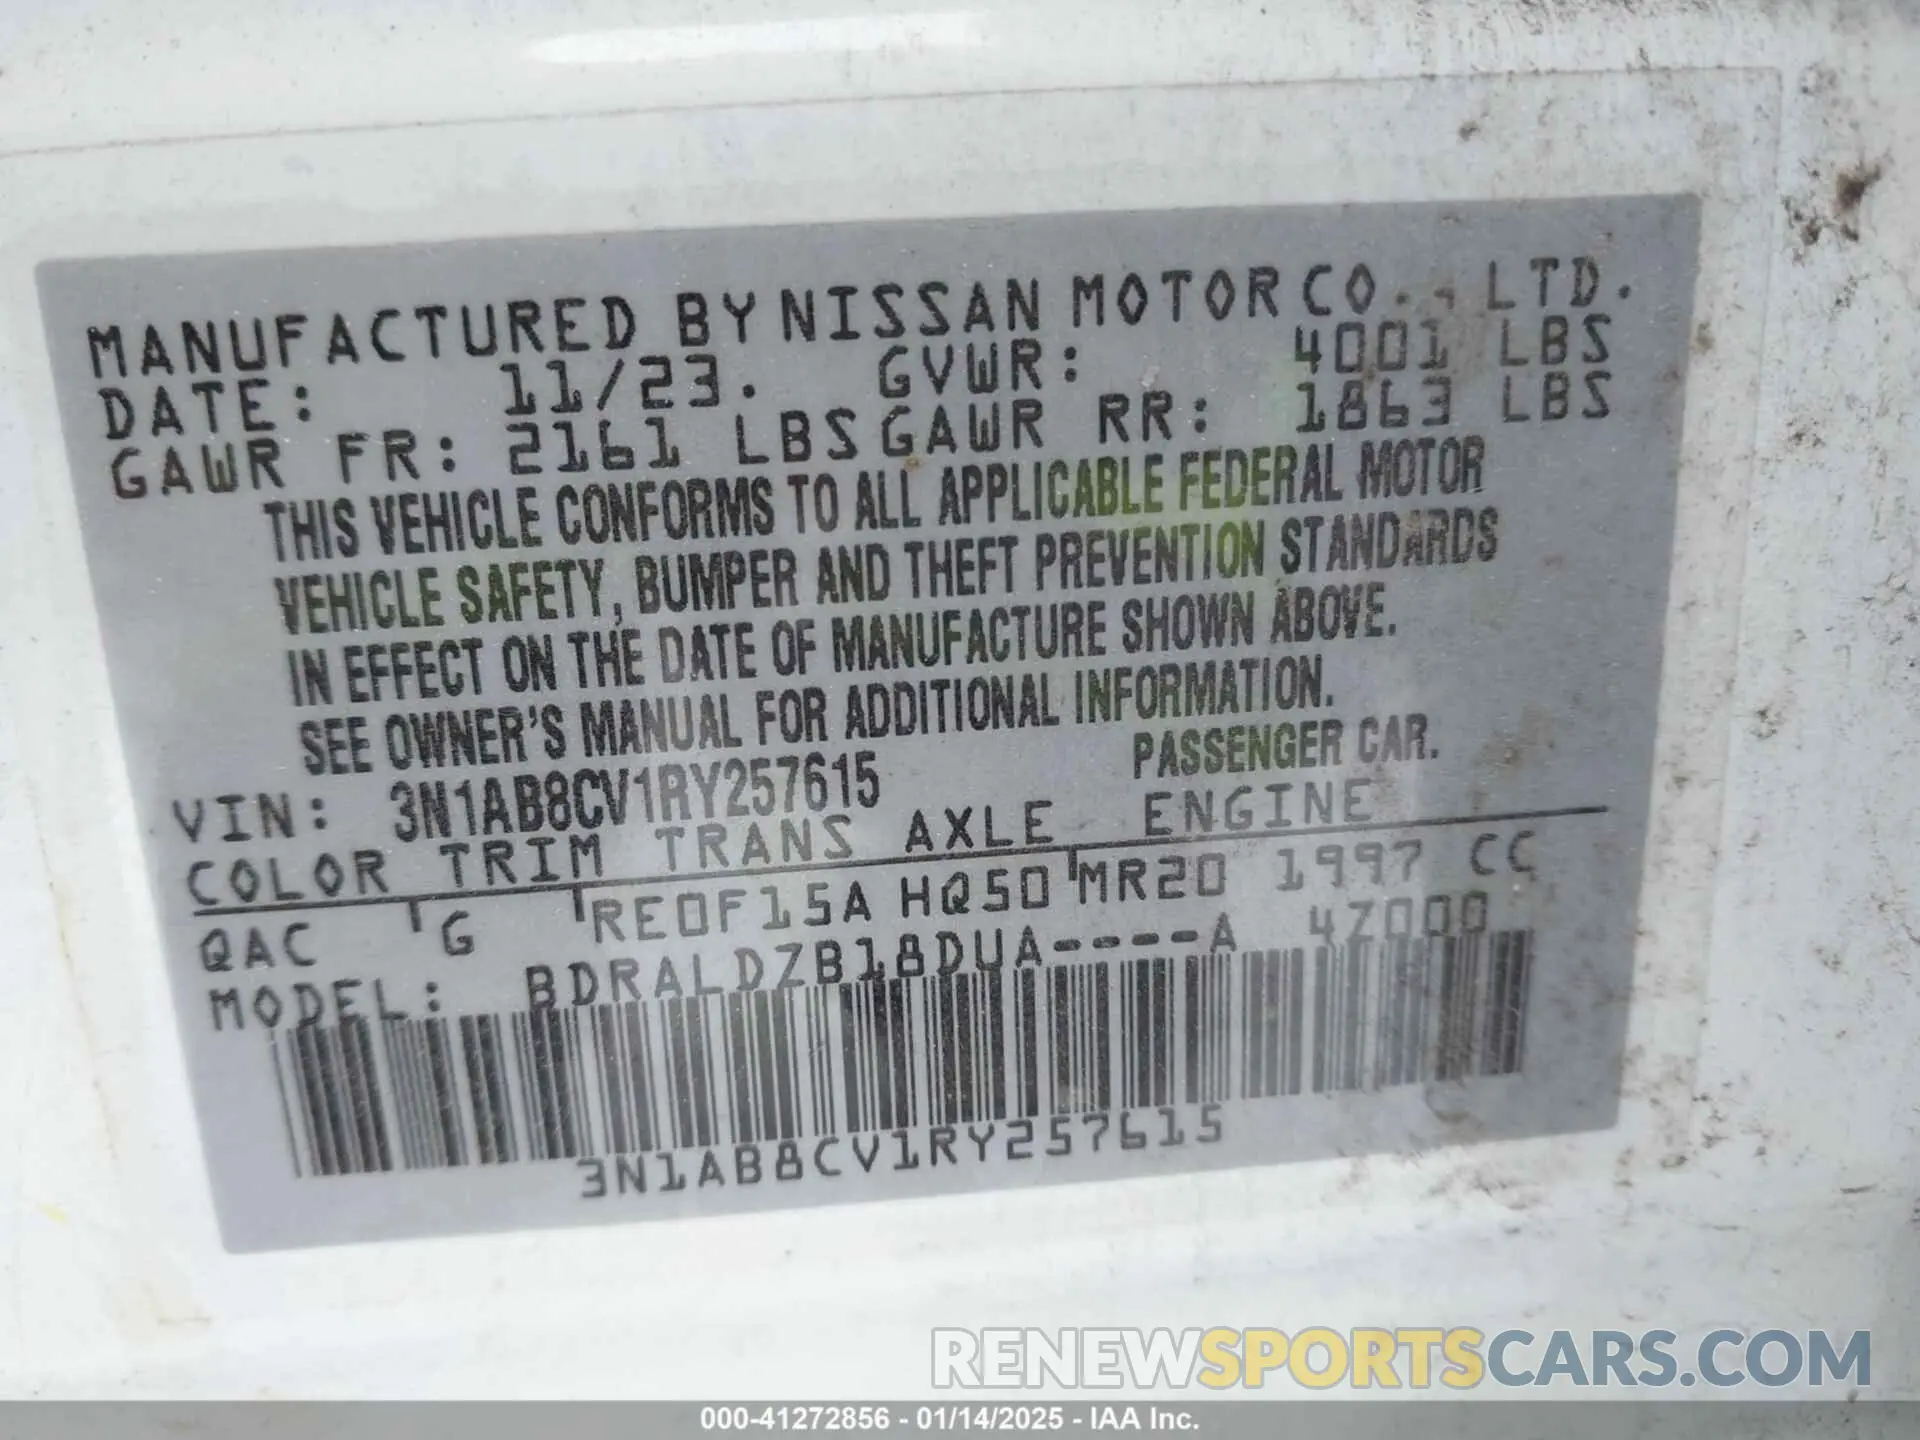 MANUFACTURED BY NISSAN MOTOR CO., LTD.
DATE: 11/23. GVWR: 4001 LBS
GAWR FR: 2161 LBS GAWR RR: 1863 LBS
THIS VEHICLE CONFORMS TO ALL APPLICABLE FEDERAL MOTOR
VEHICLE SAFETY, BUMPER AND THEFT PREVENTION STANDARDS
IN EFFECT ON THE DATE OF MANUFACTURE SHOWN ABOVE.
SEE OWNER'S MANUAL FOR ADDITIONAL INFORMATION.
VIN: 3N1AB8CV1RY257615 PASSENGER CAR.
COLOR TRIM TRANS AXLE ENGINE
QAC G RE0F15A HQ50 MR20 1997 CC
MODEL: BDRALDZB18DUA----A 4Z000
3N1AB8CV1RY257615
RENEWSPORTSCARS.COM
000-41272856 - 01/14/2025 - IAA Inc.